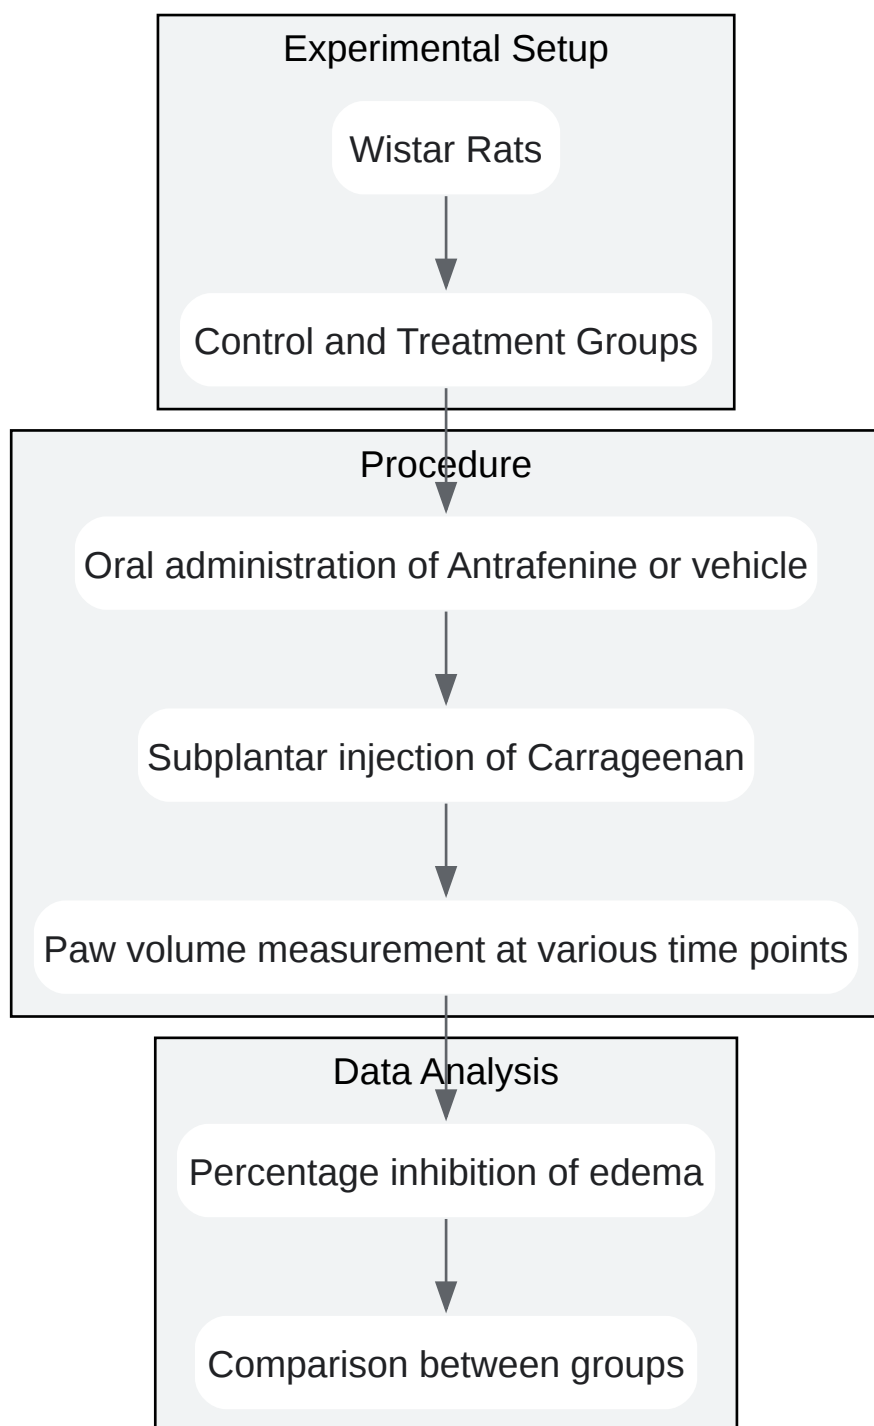 Experimental Setup
Wistar Rats
Control and Treatment Groups
Procedure
Oral administration of Antrafenine or vehicle
Subplantar injection of Carrageenan
Paw volume measurement at various time points
Data Analysis
Percentage inhibition of edema
Comparison between groups